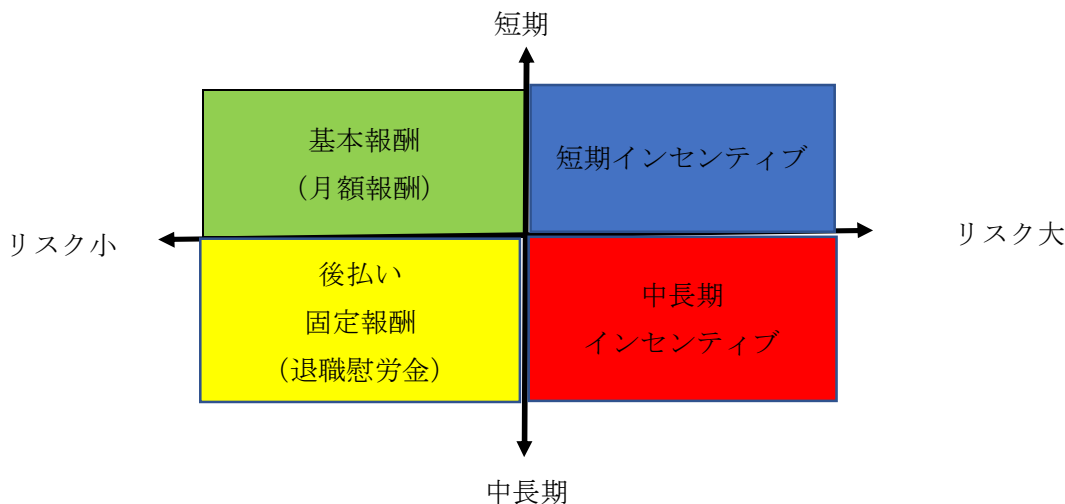 短期
基本報酬
（月額報酬）
短期インセンティブ
リスク小
リスク大
後払い
固定報酬
（退職慰労金）
中長期
インセンティブ
中長期